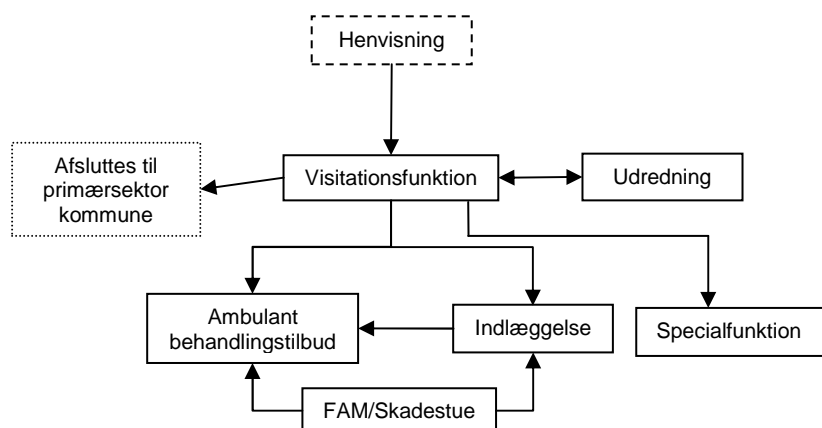 Henvisning
Afsluttes til
primærsektor
kommune
Visitationsfunktion
Udredning
Ambulant
behandlingstilbud
Indlæggelse
Specialfunktion
FAM/Skadestue